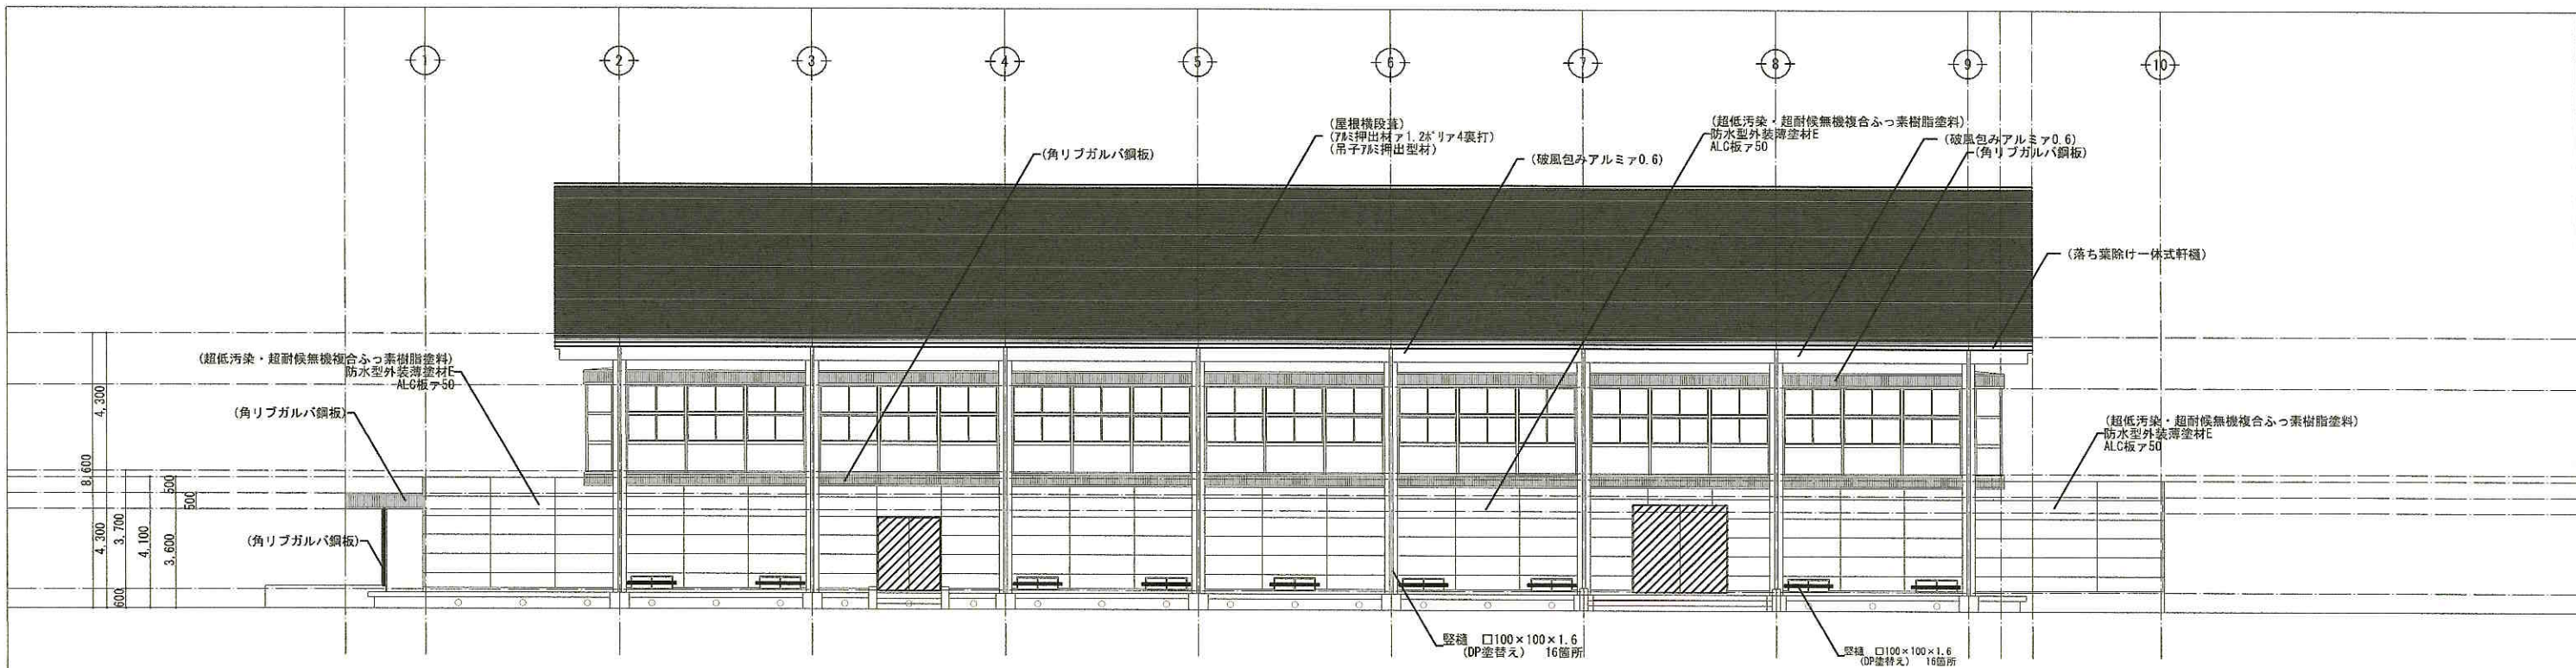 1
2
3
4
5
6
7
8
9
10
(屋根横段葺)
(アルミ押出材ァ1.2ポリァ4裏打)
(吊子アルミ押出型材)
(超低汚染・超耐候無機複合ふっ素樹脂塗料)
防水型外装薄塗材E
ALC板ァ50
(角リブガルバ鋼板)
(破風包みアルミァ0.6)
(破風包みアルミァ0.6)
(角リブガルバ鋼板)
(落ち葉除け一体式軒樋)
(超低汚染・超耐候無機複合ふっ素樹脂塗料)
防水型外装薄塗材E
ALC板ァ50
(角リブガルバ鋼板)
(超低汚染・超耐候無機複合ふっ素樹脂塗料)
防水型外装薄塗材E
ALC板ァ50
(角リブガルバ鋼板)
4,300
8,600
4,300
3,700
600
4,100
3,600
500
500
竪樋 口100×100×1.6
(DP塗替え) 16箇所
竪樋 口100×100×1.6
(DP塗替え) 16箇所